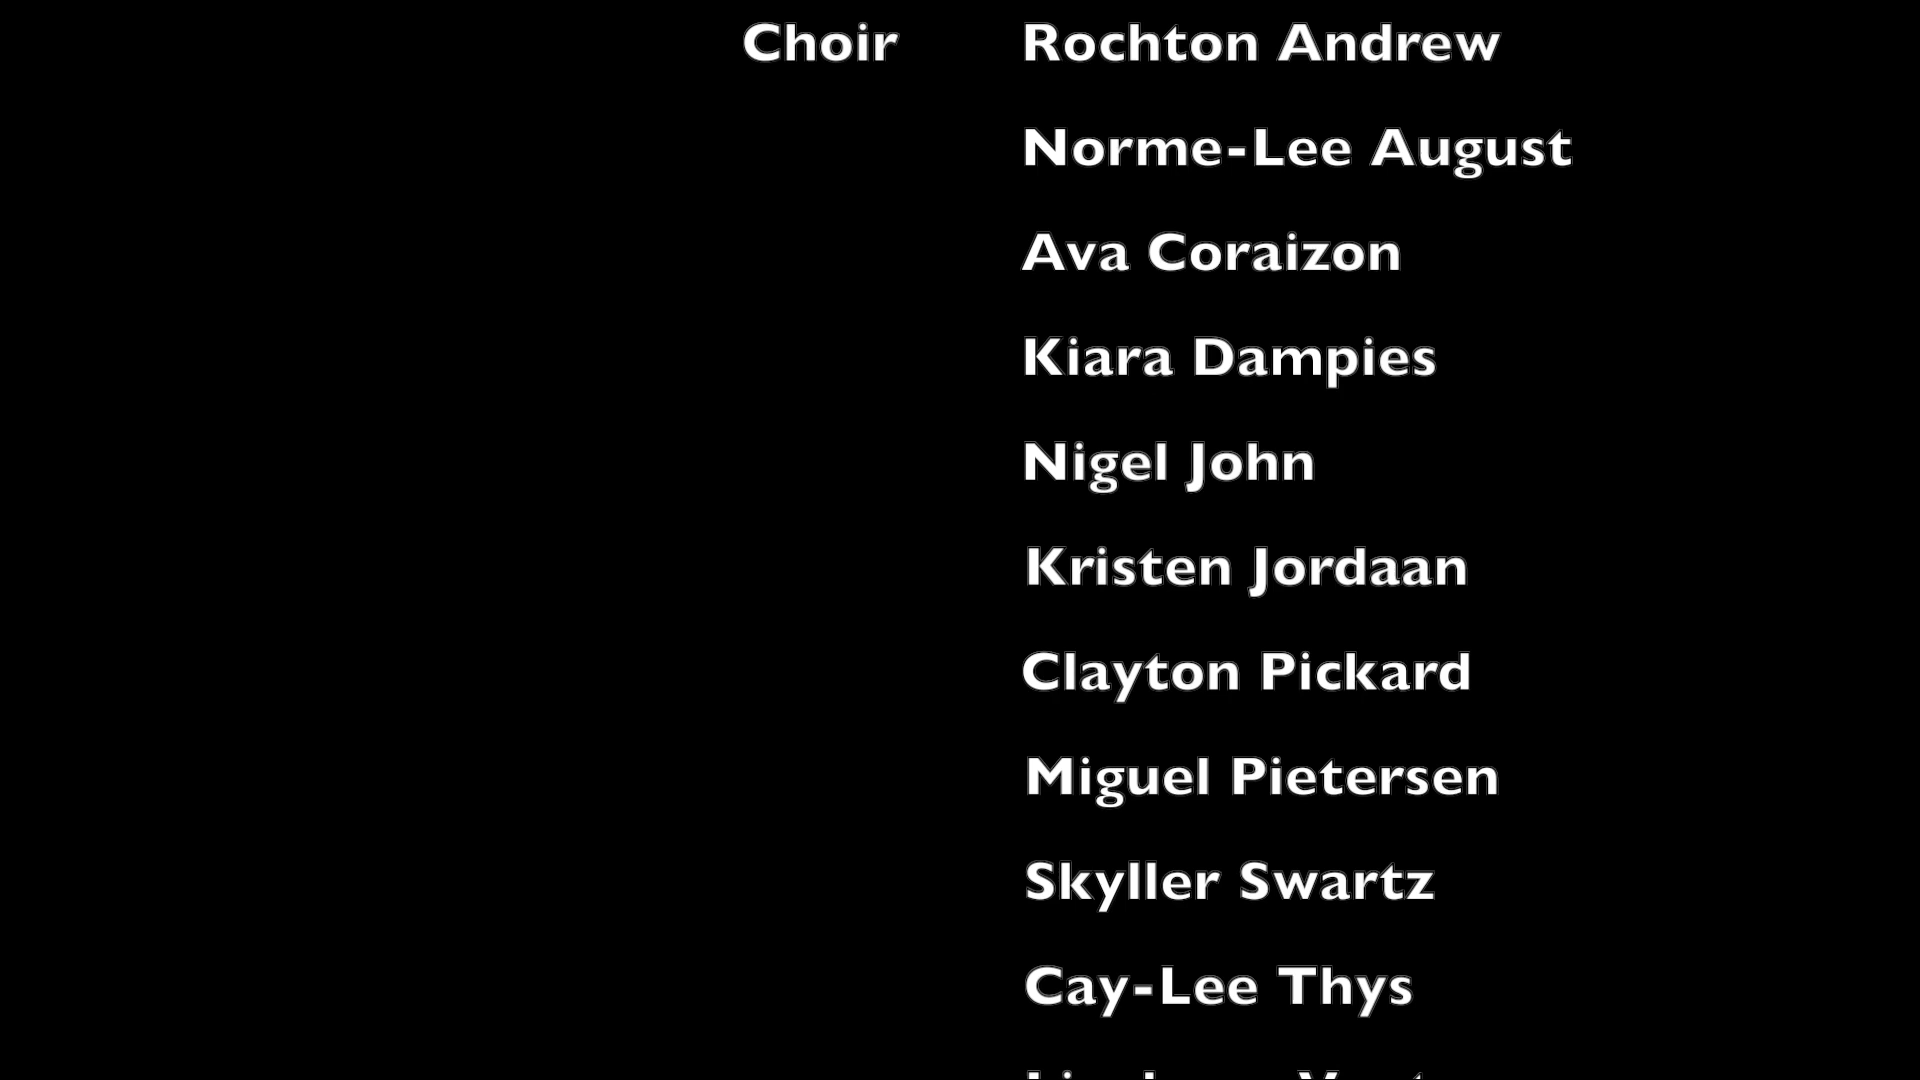 Choir Rochton Andrew
Norme-Lee August
Ava Coraizon
Kiara Dampies
Nigel John
Kristen Jordaan
Clayton Pickard
Miguel Pietersen
Skyller Swartz
Cay-Lee Thys